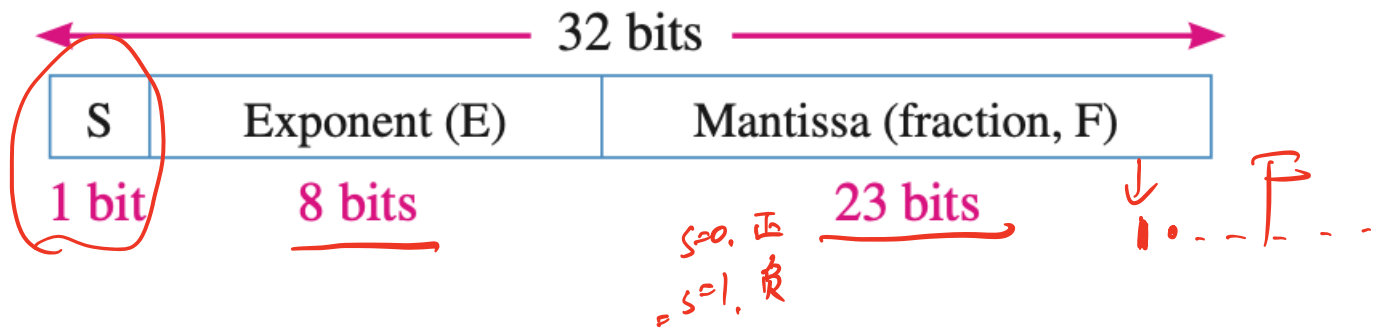 32 bits
S Exponent (E) Mantissa (fraction, F)
1 bit 8 bits 23 bits
1. F
S=0. 正
S=1. 负